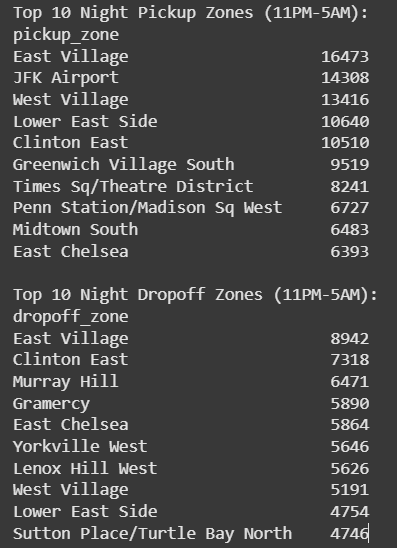 Top 10 Night Pickup Zones (11PM-5AM):
pickup_zone
East Village 16473
JFK Airport 14308
West Village 13416
Lower East Side 10640
Clinton East 10510
Greenwich Village South 9519
Times Sq/Theatre District 8241
Penn Station/Madison Sq West 6727
Midtown South 6483
East Chelsea 6393
Top 10 Night Dropoff Zones (11PM-5AM):
dropoff_zone
East Village 8942
Clinton East 7318
Murray Hill 6471
Gramercy 5890
East Chelsea 5864
Yorkville West 5646
Lenox Hill West 5626
West Village 5191
Lower East Side 4754
Sutton Place/Turtle Bay North 4746